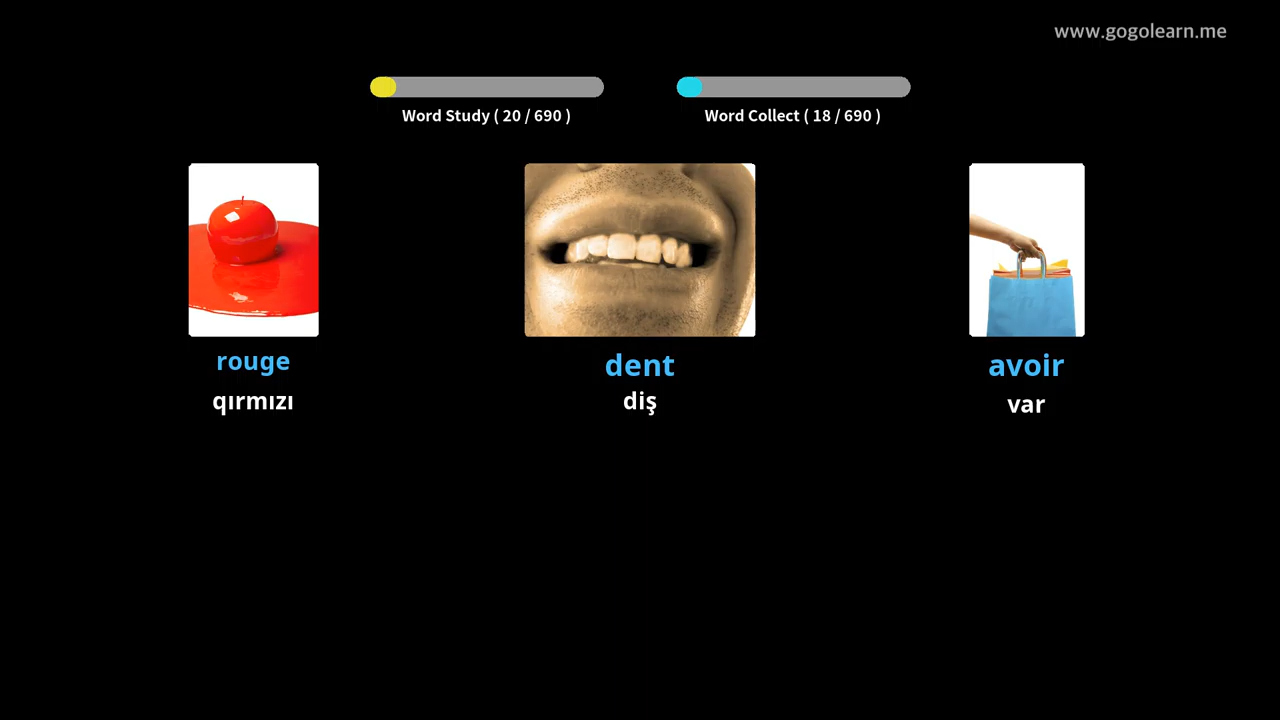 www.gogolearn.me
Word Study ( 20 / 690 )
Word Collect ( 18 / 690 )
rouge
qırmızı
dent
diş
avoir
var